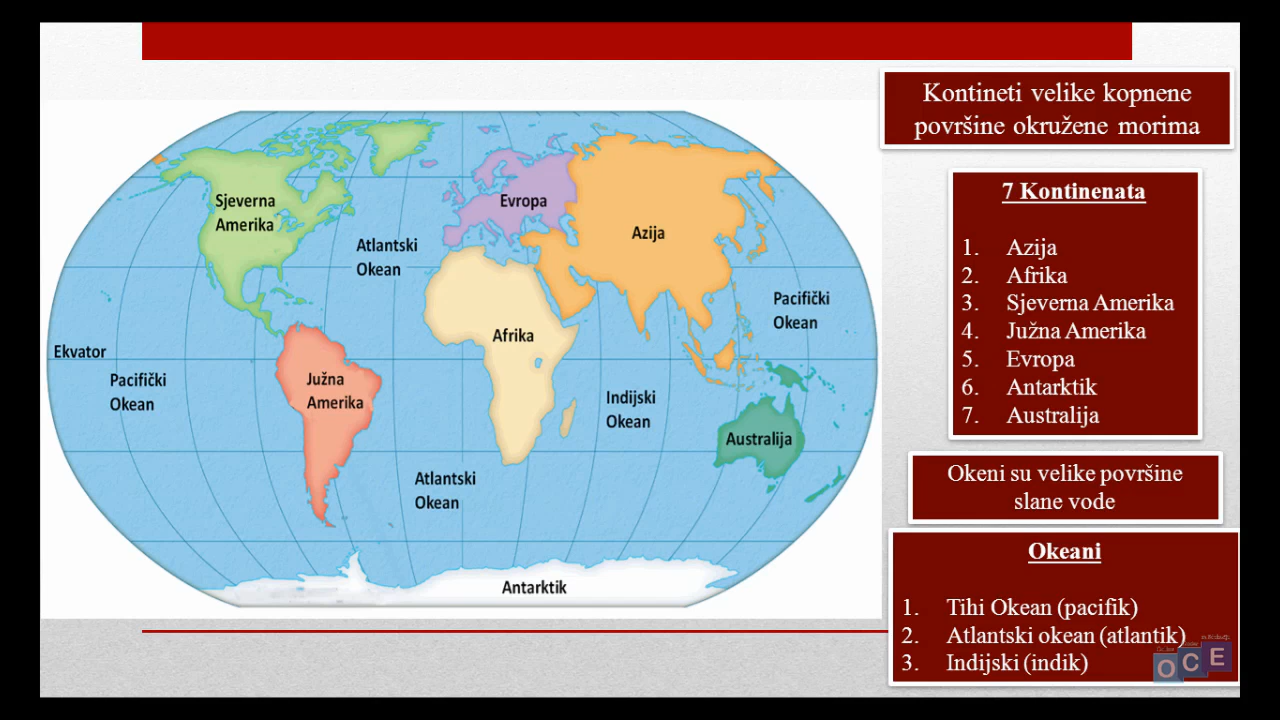 Kontineti velike kopnene
površine okružene morima
7 Kontinenata
1. Azija
2. Afrika
3. Sjeverna Amerika
4. Južna Amerika
5. Evropa
6. Antarktik
7. Australija
Okeni su velike površine
slane vode
Okeani
1. Tihi Okean (pacifik)
2. Atlantski okean (atlantik)
3. Indijski (indik)
Sjeverna
Amerika
Evropa
Azija
Atlantski
Okean
Pacifički
Okean
Afrika
Ekvator
Pacifički
Okean
Južna
Amerika
Indijski
Okean
Australija
Atlantski
Okean
Antarktik
OCE